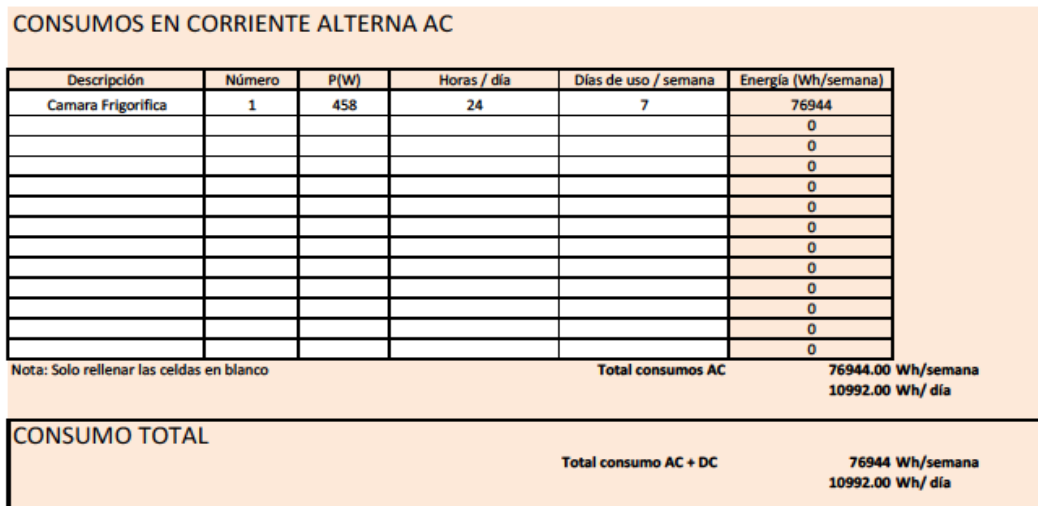 CONSUMOS EN CORRIENTE ALTERNA AC
Descripción Número P(W) Horas / día Días de uso / semana Energía (Wh/semana)
Camara Frigorifica 1 458 24 7 76944
0
0
0
0
0
0
0
0
0
0
0
0
Nota: Solo rellenar las celdas en blanco Total consumos AC 76944.00 Wh/semana
10992.00 Wh/ día
CONSUMO TOTAL
Total consumo AC + DC 76944 Wh/semana
10992.00 Wh/ día